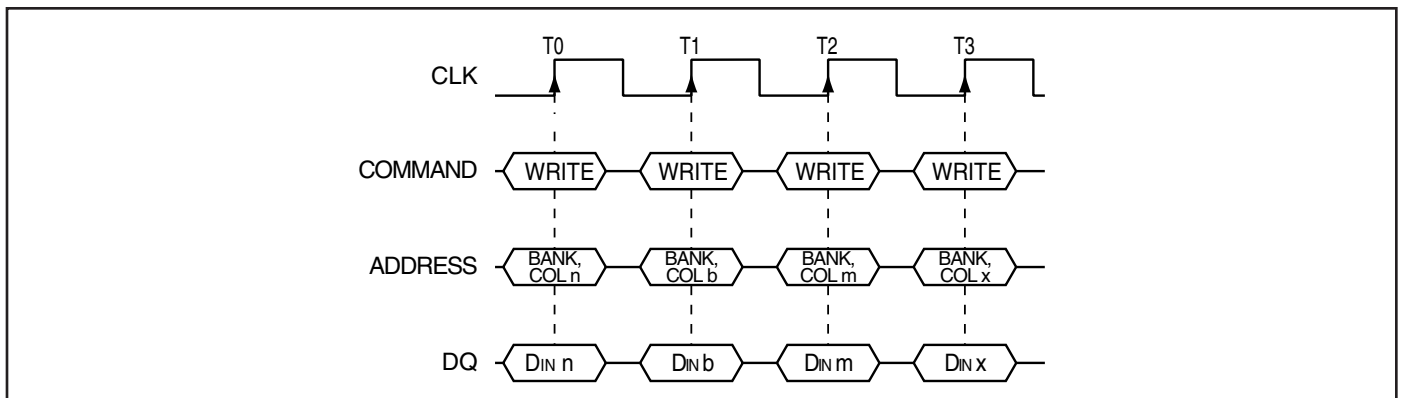 T0 T1 T2 T3
CLK
COMMAND WRITE WRITE WRITE WRITE
ADDRESS BANK, COL n BANK, COL b BANK, COL m BANK, COL x
DQ DIN n DIN b DIN m DIN x